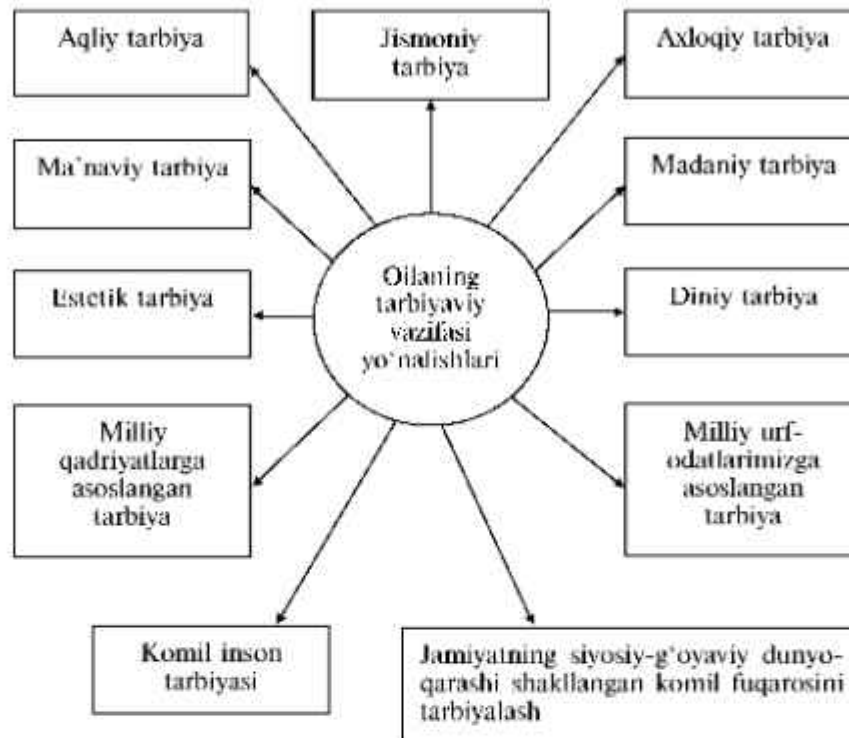 Aqliy tarbiya
Jismoniy
tarbiya
Axloqiy tarbiya
Ma`naviy tarbiya
Madaniy tarbiya
Estetik tarbiya
Oilaning
tarbiyaviy
vazifasi
yo‘nalishlari
Diniy tarbiya
Milliy
qadriyatlarga
asoslangan
tarbiya
Milliy urf-
odatlarimizga
asoslangan
tarbiya
Komil inson
tarbiyasi
Jamiyatning siyosiy-g‘oyaviy dunyo-
qarashi shakllangan komil fuqarosini
tarbiyalash